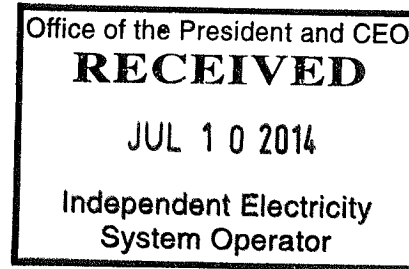 Office of the President and CEO
RECEIVED
JUL 10 2014
Independent Electricity
System Operator